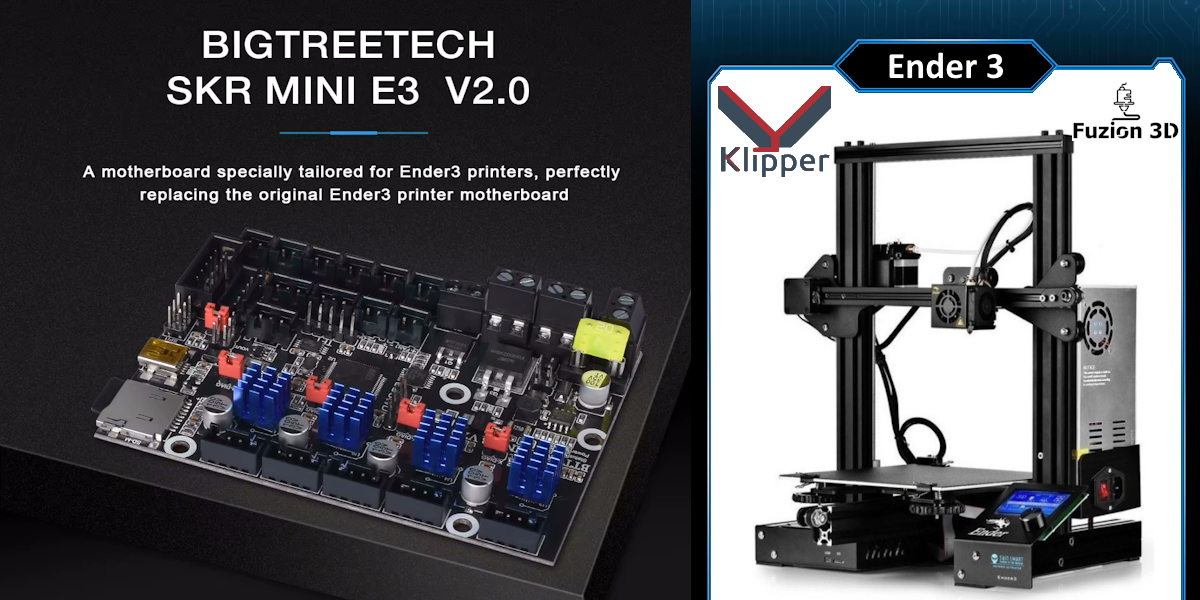 BIGTREETECH
SKR MINI E3 V2.0
A motherboard specially tailored for Ender3 printers, perfectly
replacing the original Ender3 printer motherboard
Ender 3
Klipper
Fuzion 3D
Ender
ENDER3